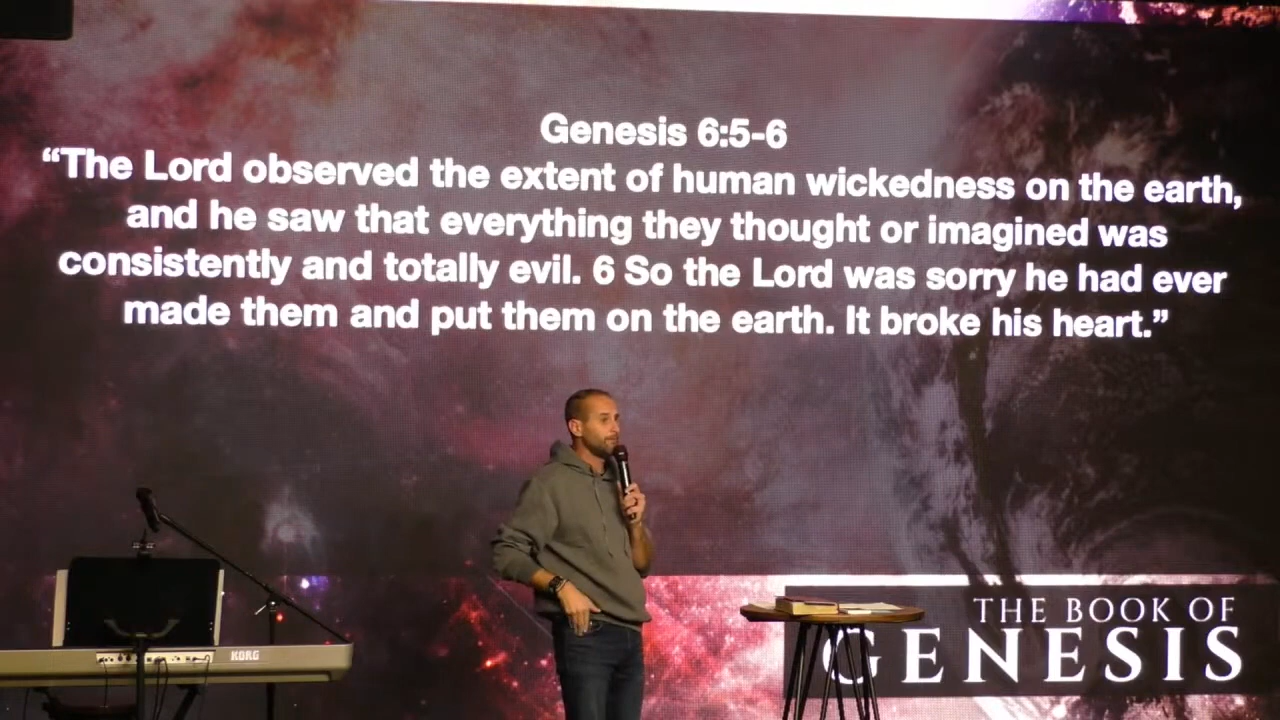 Genesis 6:5-6
“The Lord observed the extent of human wickedness on the earth,
and he saw that everything they thought or imagined was
consistently and totally evil. 6 So the Lord was sorry he had ever
made them and put them on the earth. It broke his heart.”
KORG
THE BOOK OF
GENESIS